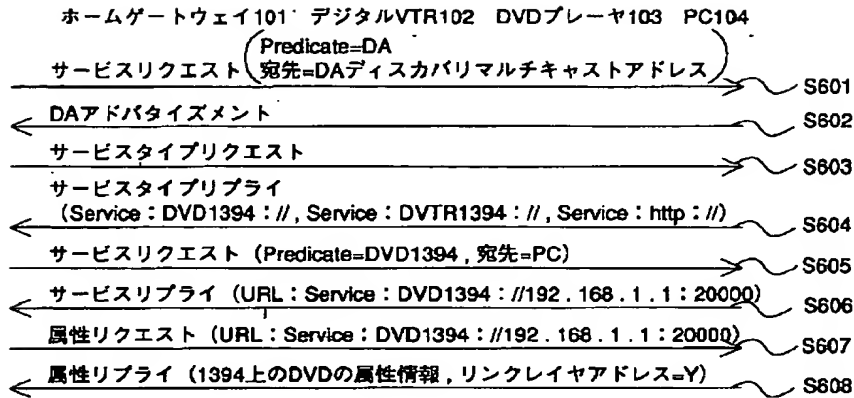 ホームゲートウェイ101 デジタルVTR102 DVDプレーヤ103 PC104
Predicate=DA
サービスリクエスト 宛先=DAディスカバリマルチキャストアドレス
S601
DAアドバタイズメント
S602
サービスタイプリクエスト
S603
サービスタイプリプライ
(Service:DVD1394://, Service:DVTR1394://, Service:http://)
S604
サービスリクエスト (Predicate=DVD1394, 宛先=PC)
S605
サービスリプライ (URL:Service:DVD1394://192.168.1.1:20000)
S606
属性リクエスト (URL:Service:DVD1394://192.168.1.1:20000)
S607
属性リプライ (1394上のDVDの属性情報, リンクレイヤアドレス=Y)
S608